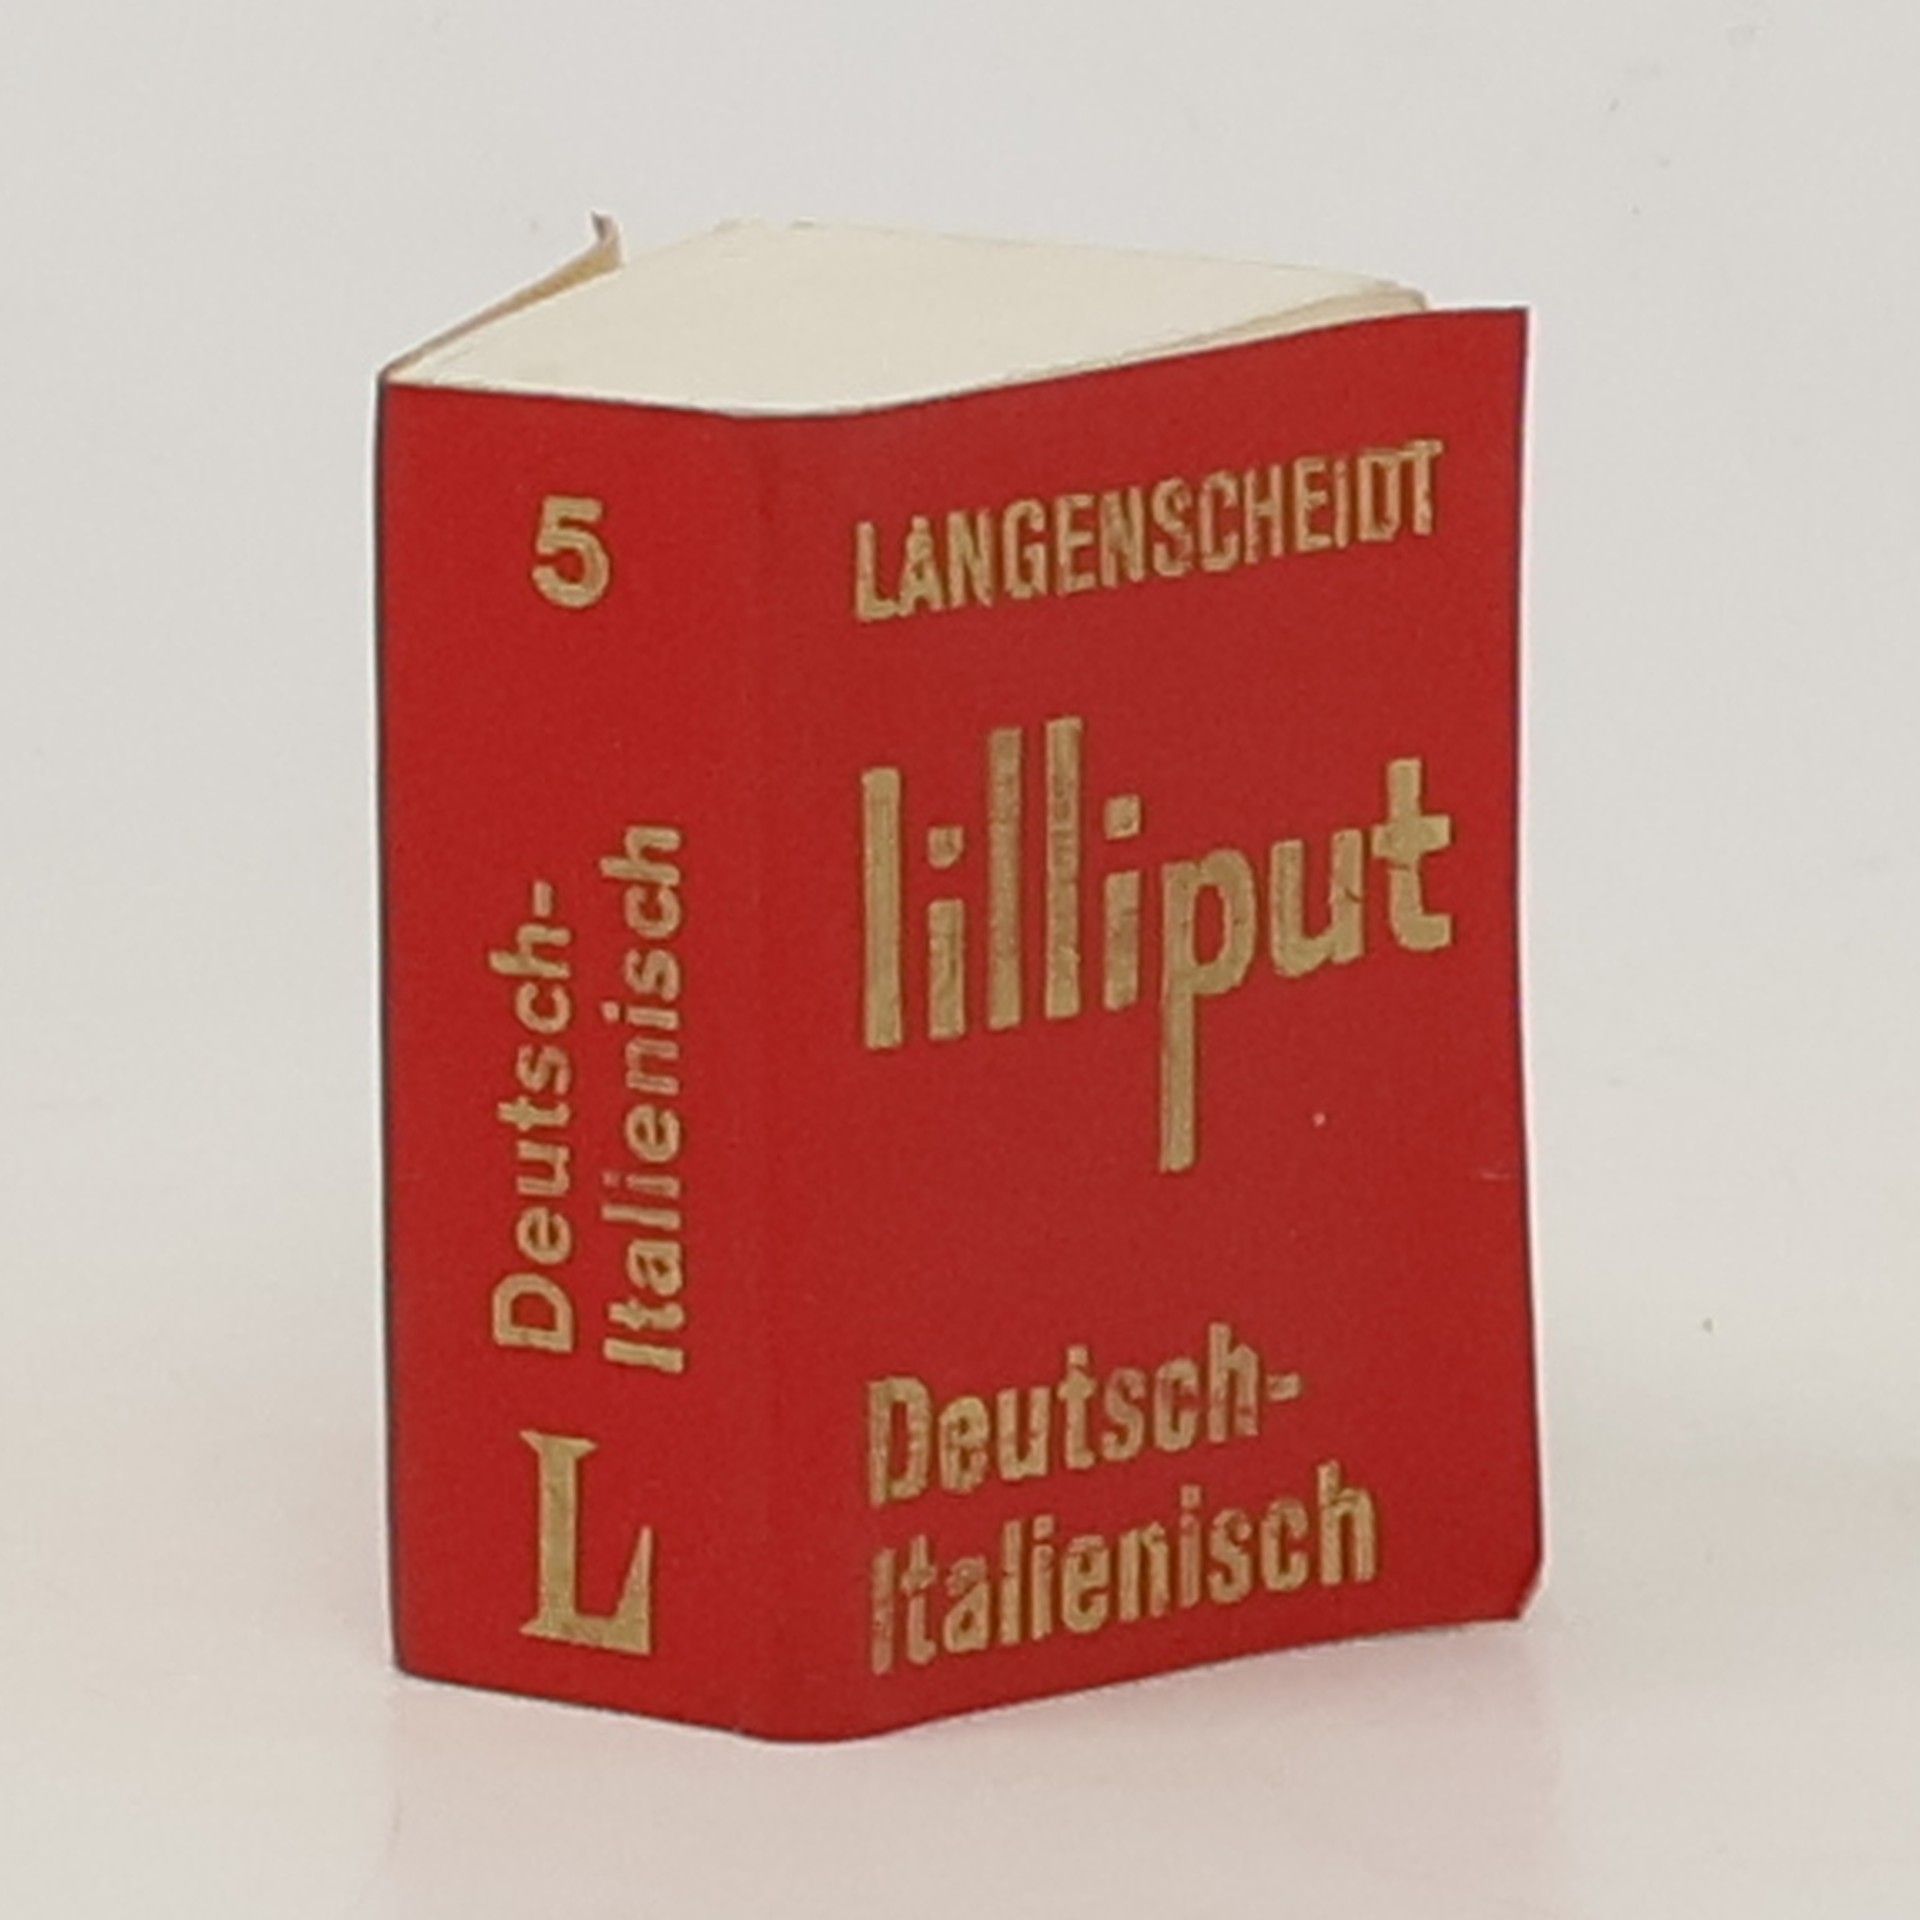 5
Deutsch-
Italienisch
L
LANGENSCHEiDT
lilliput
Deutsch-
Italienisch